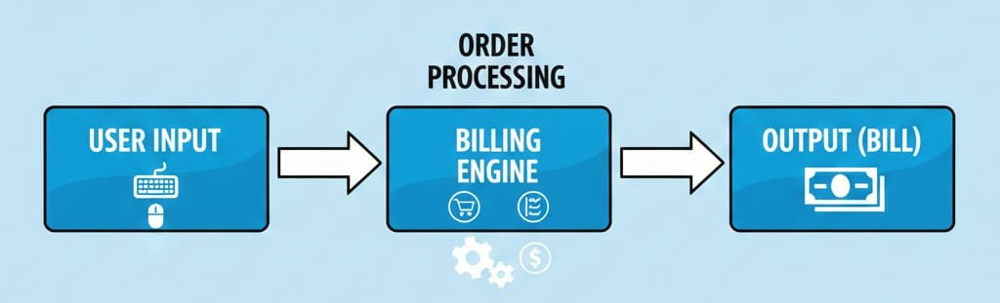 ORDER
PROCESSING
USER INPUT
BILLING
ENGINE
OUTPUT (BILL)
$